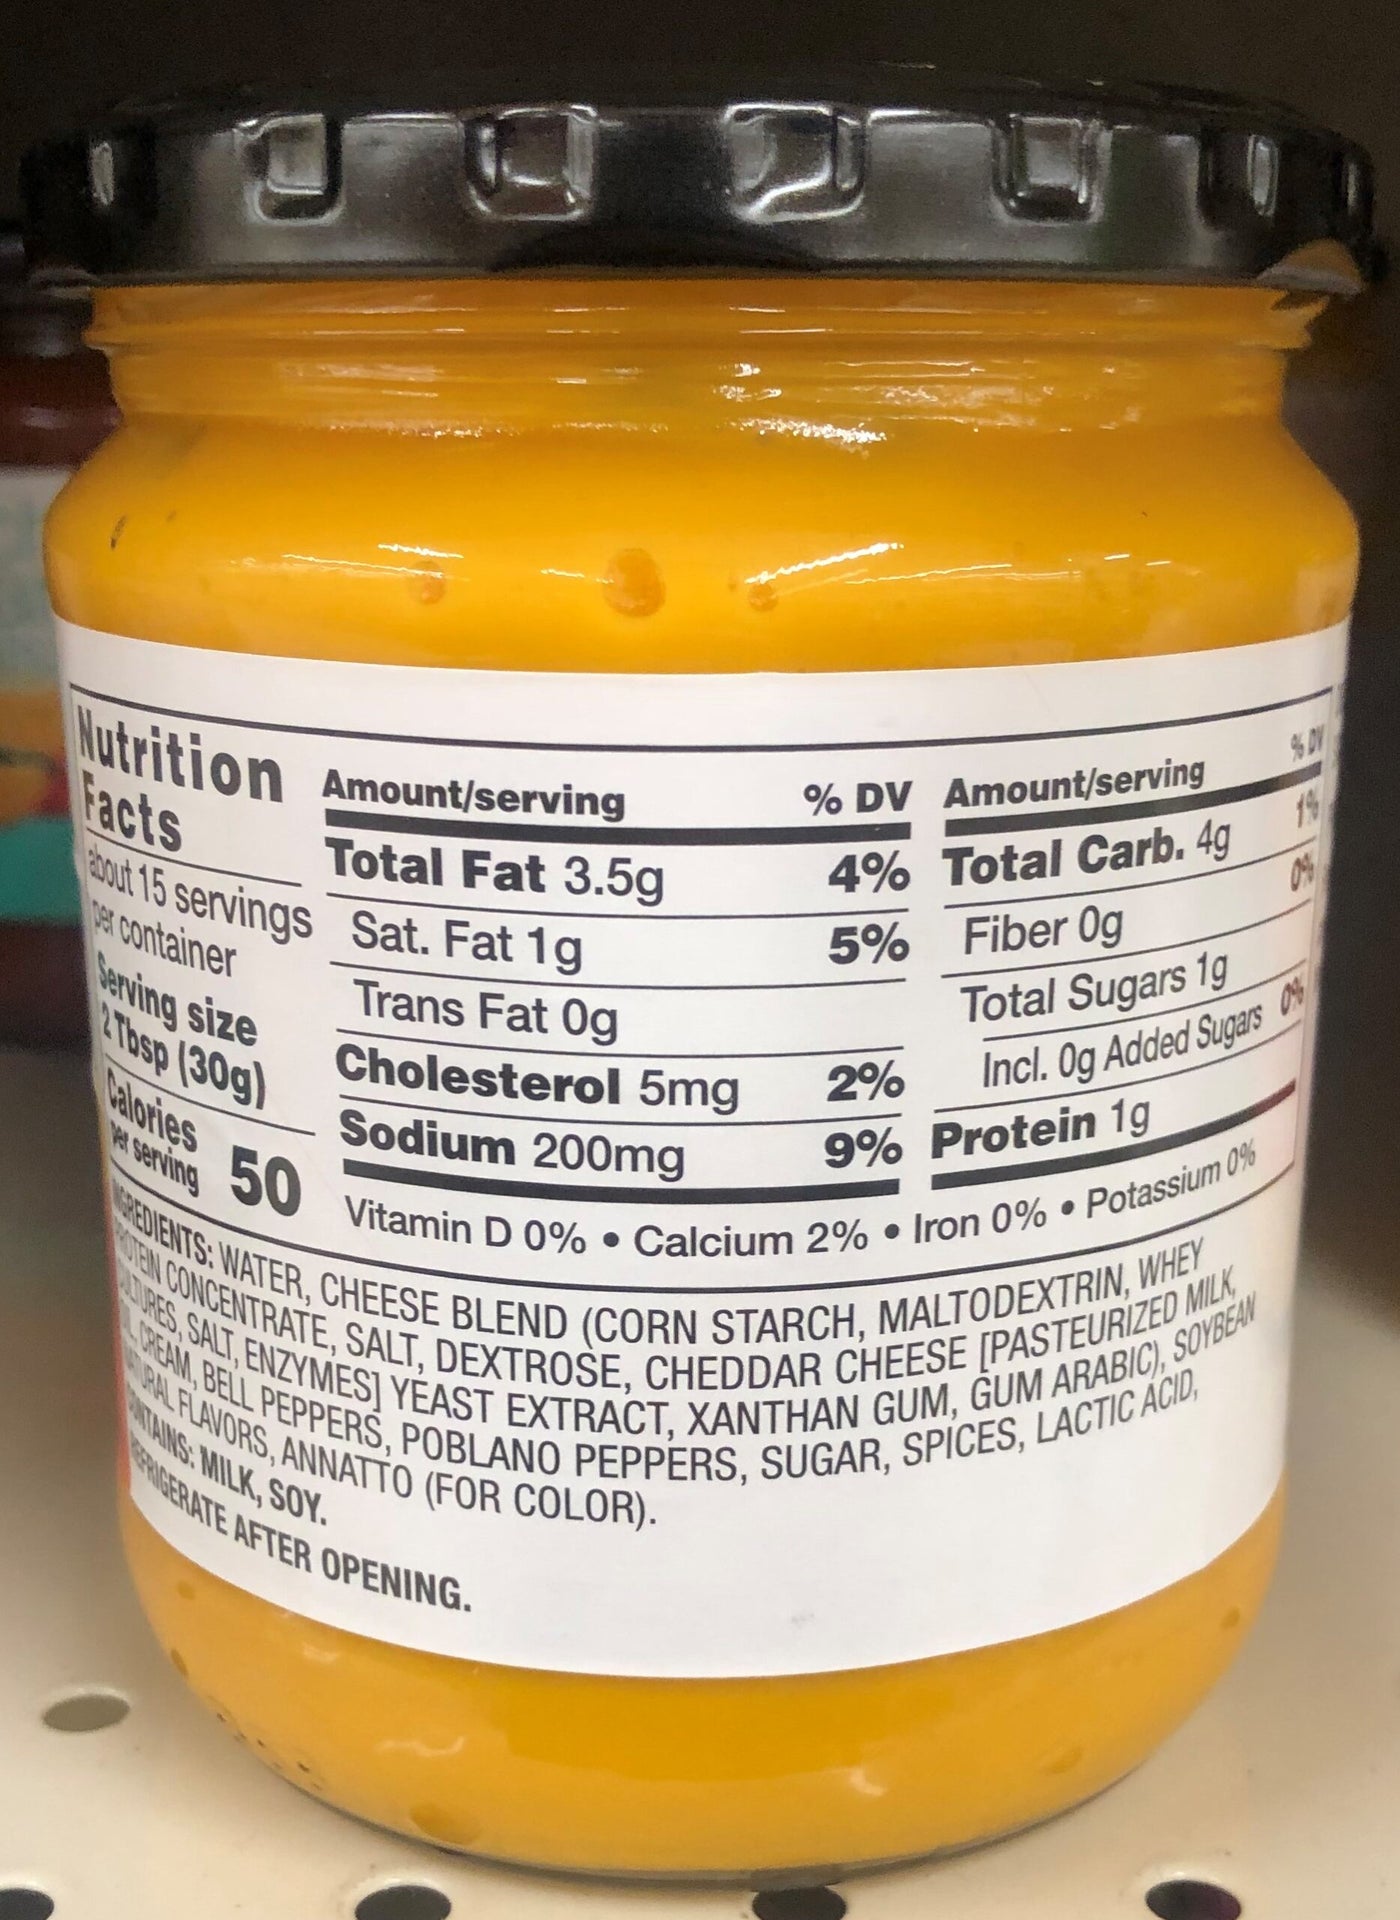 Nutrition
Facts
about 15 servings
per container
Serving size
2 Tbsp (30g)
Calories
per serving
50
Amount/serving % DV
Total Fat 3.5g 4%
Sat. Fat 1g 5%
Trans Fat 0g
Cholesterol 5mg 2%
Sodium 200mg 9%
Amount/serving % DV
Total Carb. 4g 1%
Fiber 0g 0%
Total Sugars 1g
Incl. 0g Added Sugars 0%
Protein 1g
Vitamin D 0% • Calcium 2% • Iron 0% • Potassium 0%
INGREDIENTS: WATER, CHEESE BLEND (CORN STARCH, MALTODEXTRIN, WHEY
PROTEIN CONCENTRATE, SALT, DEXTROSE, CHEDDAR CHEESE [PASTEURIZED MILK,
CULTURES, SALT, ENZYMES] YEAST EXTRACT, XANTHAN GUM, GUM ARABIC), SOYBEAN
OIL, CREAM, BELL PEPPERS, POBLANO PEPPERS, SUGAR, SPICES, LACTIC ACID,
NATURAL FLAVORS, ANNATTO (FOR COLOR).
CONTAINS: MILK, SOY.
REFRIGERATE AFTER OPENING.